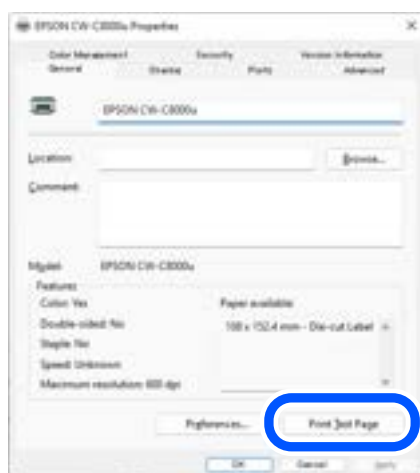 EPSON CW-C8000u Properties
Color Management Security Version Information
General Sharing Ports Advanced
EPSON CW-C8000u
Location:
Browse...
Comment:
Model: EPSON CW-C8000u
Features
Color: Yes
Paper available:
Double-sided: No
108 x 152.4 mm - Die-cut Label
Staple: No
Speed: Unknown
Maximum resolution: 600 dpi
Preferences...
Print Test Page
OK Cancel Apply